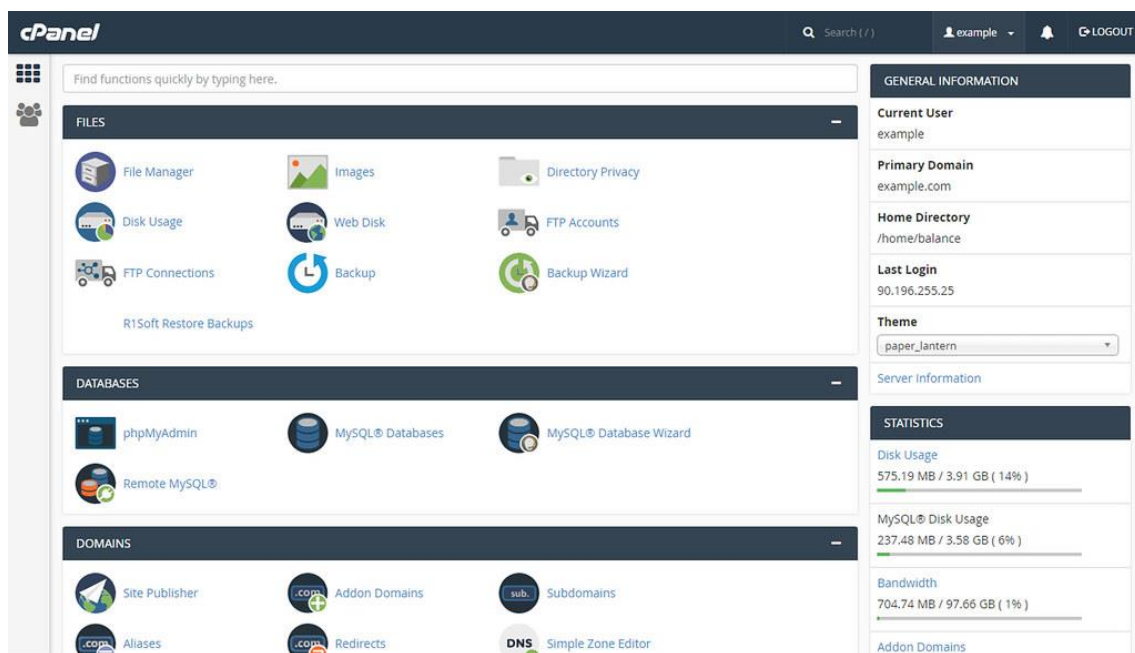 cPanel
Search ( / )
example
LOGOUT
Find functions quickly by typing here.
FILES
File Manager
Images
Directory Privacy
Disk Usage
Web Disk
FTP Accounts
FTP Connections
Backup
Backup Wizard
R1Soft Restore Backups
DATABASES
phpMyAdmin
MySQL® Databases
MySQL® Database Wizard
Remote MySQL®
DOMAINS
Site Publisher
.com
Addon Domains
sub.
Subdomains
.com
Aliases
.com
Redirects
DNS
Simple Zone Editor
GENERAL INFORMATION
Current User
example
Primary Domain
example.com
Home Directory
/home/balance
Last Login
90.196.255.25
Theme
paper_lantern
Server Information
STATISTICS
Disk Usage
575.19 MB / 3.91 GB ( 14% )
MySQL® Disk Usage
237.48 MB / 3.58 GB ( 6% )
Bandwidth
704.74 MB / 97.66 GB ( 1% )
Addon Domains